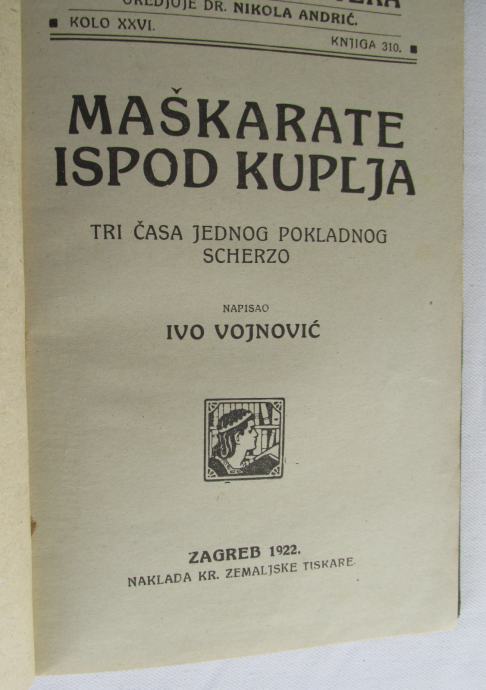 UREDJUJE DR. NIKOLA ANDRIĆ.
KOLO XXVI.
KNJIGA 310.
MAŠKARATE
ISPOD KUPLJA
TRI ČASA JEDNOG POKLADNOG
SCHERZO
NAPISAO
IVO VOJNOVIĆ
ZAGREB 1922.
NAKLADA KR. ZEMALJSKE TISKARE.